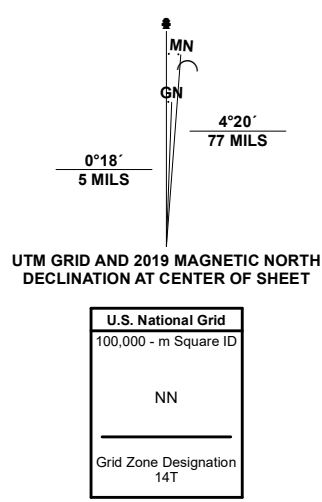 MN
GN
4°20´
77 MILS
0°18´
5 MILS
UTM GRID AND 2019 MAGNETIC NORTH
DECLINATION AT CENTER OF SHEET
U.S. National Grid
100,000 - m Square ID
NN
Grid Zone Designation
14T